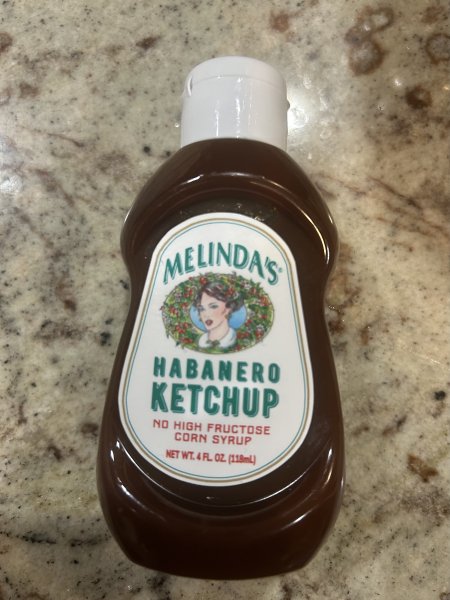 MELINDA'S®
HABANERO
KETCHUP
NO HIGH FRUCTOSE
CORN SYRUP
NET WT. 4 FL. OZ. (118mL)